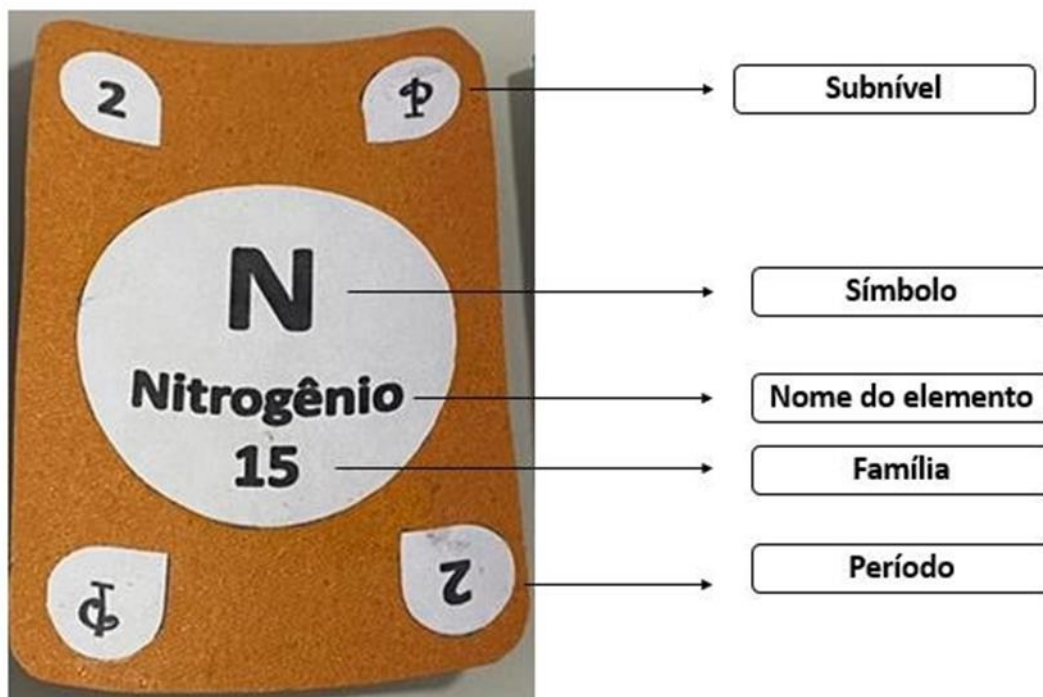 2
p
Subnível
N
Símbolo
Nitrogênio
Nome do elemento
15
Família
p
2
Período